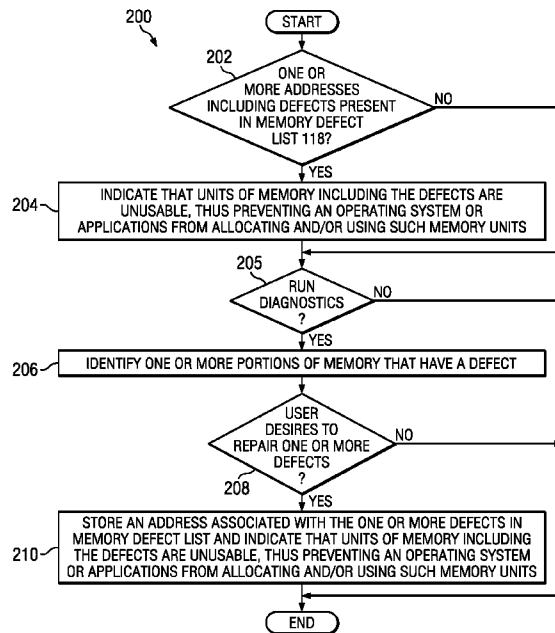 200
START
202
ONE OR
MORE ADDRESSES
INCLUDING DEFECTS PRESENT
IN MEMORY DEFECT
LIST 118?
NO
YES
204
INDICATE THAT UNITS OF MEMORY INCLUDING THE DEFECTS ARE
UNUSABLE, THUS PREVENTING AN OPERATING SYSTEM OR
APPLICATIONS FROM ALLOCATING AND/OR USING SUCH MEMORY UNITS
205
RUN
DIAGNOSTICS
?
NO
YES
206
IDENTIFY ONE OR MORE PORTIONS OF MEMORY THAT HAVE A DEFECT
USER
DESIRES TO
REPAIR ONE OR MORE
DEFECTS
?
NO
208
YES
210
STORE AN ADDRESS ASSOCIATED WITH THE ONE OR MORE DEFECTS IN
MEMORY DEFECT LIST AND INDICATE THAT UNITS OF MEMORY INCLUDING
THE DEFECTS ARE UNUSABLE, THUS PREVENTING AN OPERATING SYSTEM
OR APPLICATIONS FROM ALLOCATING AND/OR USING SUCH MEMORY UNITS
END